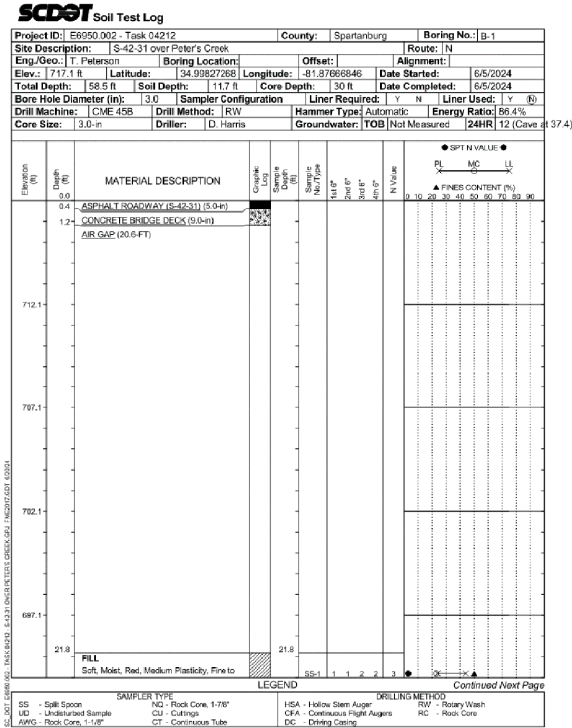 SCDOT Soil Test Log
Project ID: E6950.002 - Task 04212 County: Spartanburg Boring No.: B-1
Site Description: S-42-31 over Peter's Creek Route: N
Eng./Geo.: T. Peterson Boring Location: Offset: Alignment:
Elev.: 717.1 ft Latitude: 34.99827268 Longitude: -81.87666846 Date Started: 6/5/2024
Total Depth: 58.5 ft Soil Depth: 11.7 ft Core Depth: 30 ft Date Completed: 6/5/2024
Bore Hole Diameter (in): 3.0 Sampler Configuration Liner Required: Y N Liner Used: Y N
Drill Machine: CME 45B Drill Method: RW Hammer Type: Automatic Energy Ratio: 86.4%
Core Size: 3.0-in Driller: D. Harris Groundwater: TOB Not Measured 24HR 12 (Cave at 37.4)
Elevation (ft) Depth (ft) MATERIAL DESCRIPTION Graphic Log Sample Depth (ft) Sample No./Type 1st 6" 2nd 6" 3rd 6" 4th 6" N Value
● SPT N VALUE ●
PL MC LL
▲ FINES CONTENT (%)
0.0 0 10 20 30 40 50 60 70 80 90
0.4 ASPHALT ROADWAY (S-42-31) (5.0-in)
1.2 CONCRETE BRIDGE DECK (9.0-in)
AIR GAP (20.6-FT)
712.1
707.1
702.1
697.1
21.8 21.8
FILL
Soft, Moist, Red, Medium Plasticity, Fine to SS-1 1 1 2 2 3
LEGEND Continued Next Page
SAMPLER TYPE DRILLING METHOD
SS - Split Spoon NQ - Rock Core, 1-7/8" HSA - Hollow Stem Auger RW - Rotary Wash
UD - Undisturbed Sample CU - Cuttings CFA - Continuous Flight Augers RC - Rock Core
AWG - Rock Core, 1-1/8" CT - Continuous Tube DC - Driving Casing